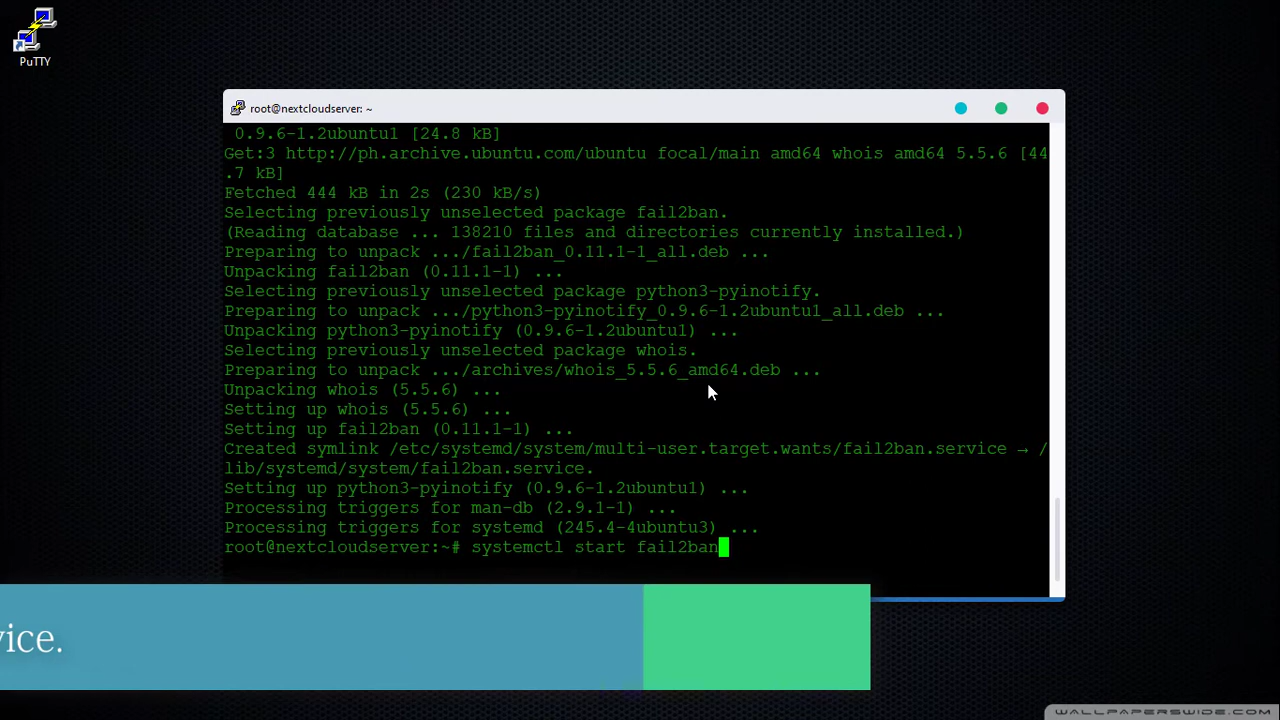 PuTTY
root@nextcloudserver: ~
0.9.6-1.2ubuntu1 [24.8 kB]
Get:3 http://ph.archive.ubuntu.com/ubuntu focal/main amd64 whois amd64 5.5.6 [44
.7 kB]
Fetched 444 kB in 2s (230 kB/s)
Selecting previously unselected package fail2ban.
(Reading database ... 138210 files and directories currently installed.)
Preparing to unpack .../fail2ban_0.11.1-1_all.deb ...
Unpacking fail2ban (0.11.1-1) ...
Selecting previously unselected package python3-pyinotify.
Preparing to unpack .../python3-pyinotify_0.9.6-1.2ubuntu1_all.deb ...
Unpacking python3-pyinotify (0.9.6-1.2ubuntu1) ...
Selecting previously unselected package whois.
Preparing to unpack .../archives/whois_5.5.6_amd64.deb ...
Unpacking whois (5.5.6) ...
Setting up whois (5.5.6) ...
Setting up fail2ban (0.11.1-1) ...
Created symlink /etc/systemd/system/multi-user.target.wants/fail2ban.service → /
lib/systemd/system/fail2ban.service.
Setting up python3-pyinotify (0.9.6-1.2ubuntu1) ...
Processing triggers for man-db (2.9.1-1) ...
Processing triggers for systemd (245.4-4ubuntu3) ...
root@nextcloudserver:~# systemctl start fail2ban
vice.
WALLPAPERSWIDE.COM